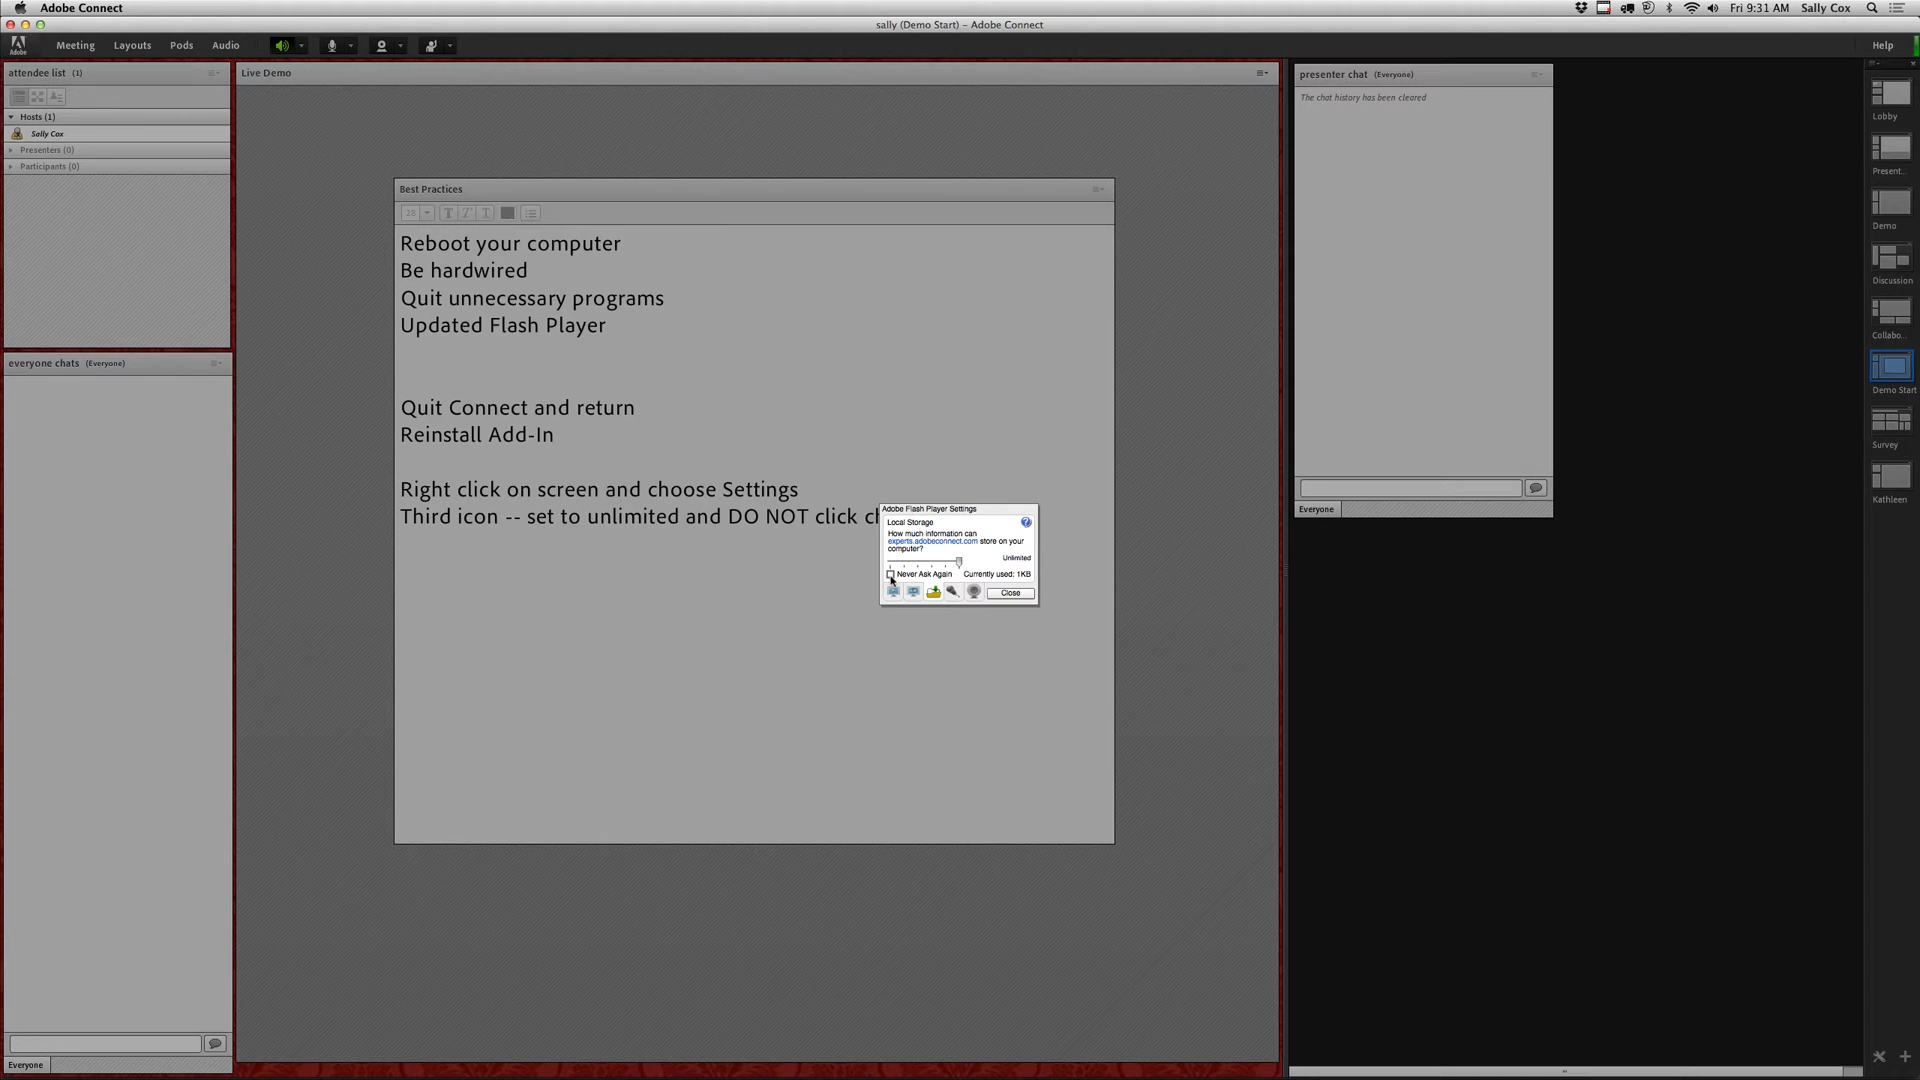 Adobe Connect
Fri 9:31 AM
Sally Cox
sally (Demo Start) – Adobe Connect
Adobe
Meeting
Layouts
Pods
Audio
Help
attendee list (1)
Hosts (1)
Sally Cox
Presenters (0)
Participants (0)
everyone chats (Everyone)
Everyone
Live Demo
Best Practices
28
T T T
Reboot your computer
Be hardwired
Quit unnecessary programs
Updated Flash Player
Quit Connect and return
Reinstall Add-In
Right click on screen and choose Settings
Third icon -- set to unlimited and DO NOT click
Adobe Flash Player Settings
Local Storage
?
How much information can
experts.adobeconnect.com store on your
computer?
Unlimited
Never Ask Again
Currently used: 1KB
Close
presenter chat (Everyone)
The chat history has been cleared
Everyone
Lobby
Present...
Demo
Discussion
Collabo...
Demo Start
Survey
Kathleen